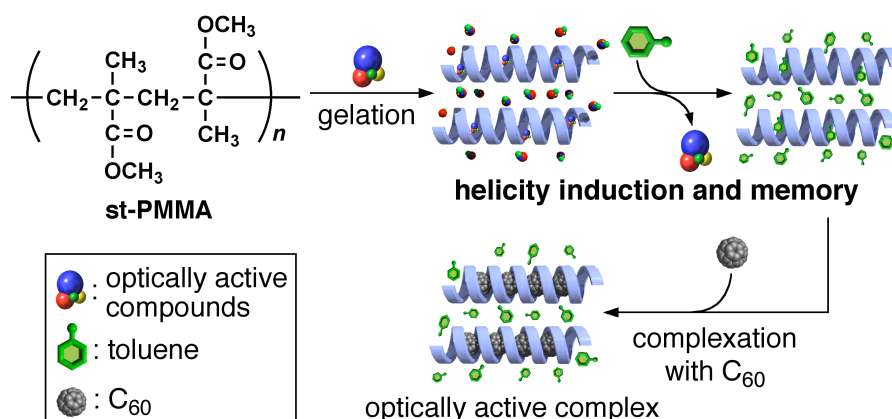 OCH3
CH3
C=O
CH2
C
CH2
C
n
C=O
CH3
OCH3
st-PMMA
gelation
helicity induction and memory
: optically active
: compounds
: toluene
: C60
complexation
with C60
optically active complex